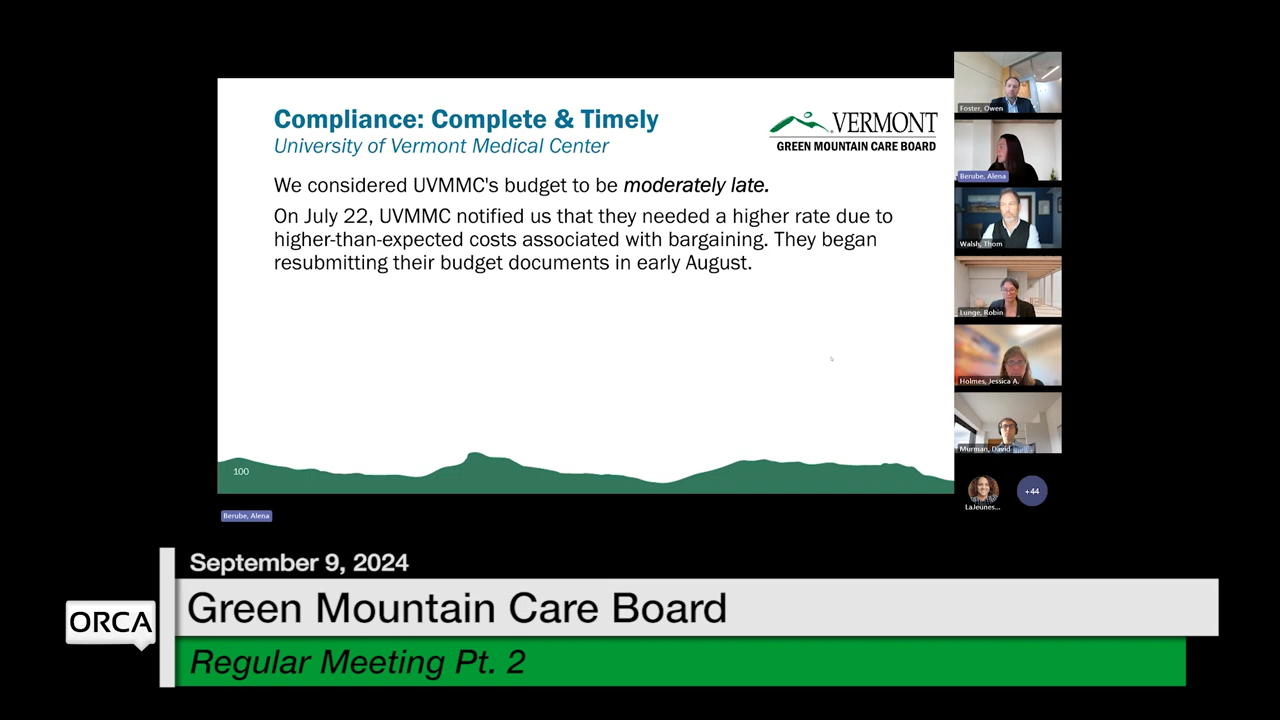 Compliance: Complete & Timely
University of Vermont Medical Center
VERMONT
GREEN MOUNTAIN CARE BOARD
We considered UVMMC's budget to be moderately late.
On July 22, UVMMC notified us that they needed a higher rate due to
higher-than-expected costs associated with bargaining. They began
resubmitting their budget documents in early August.
100
Foster, Owen
Berube, Alena
Walsh, Thom
Lunge, Robin
Holmes, Jessica A.
Murman, David
LaJeunes...
+44
Berube, Alena
September 9, 2024
ORCA
Green Mountain Care Board
Regular Meeting Pt. 2